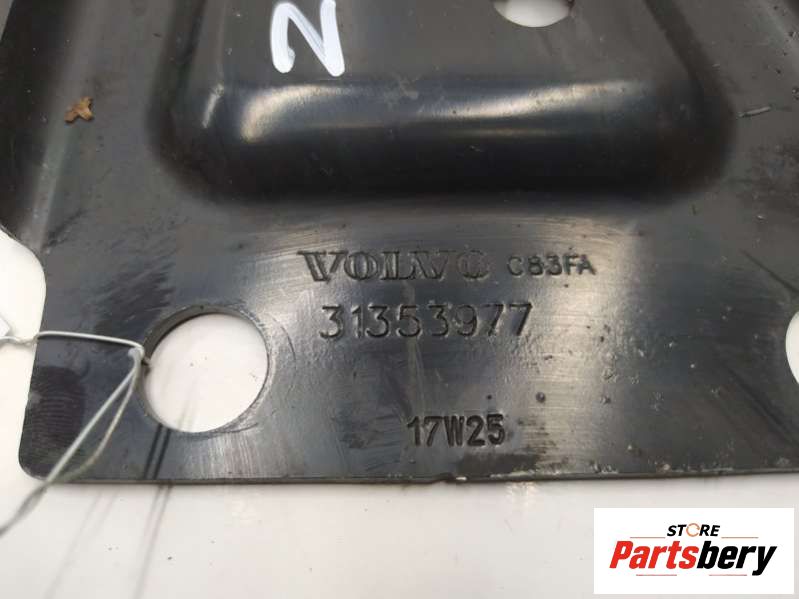 N
VOLVO C83FA
31353977
17W25
STORE
Partsbery